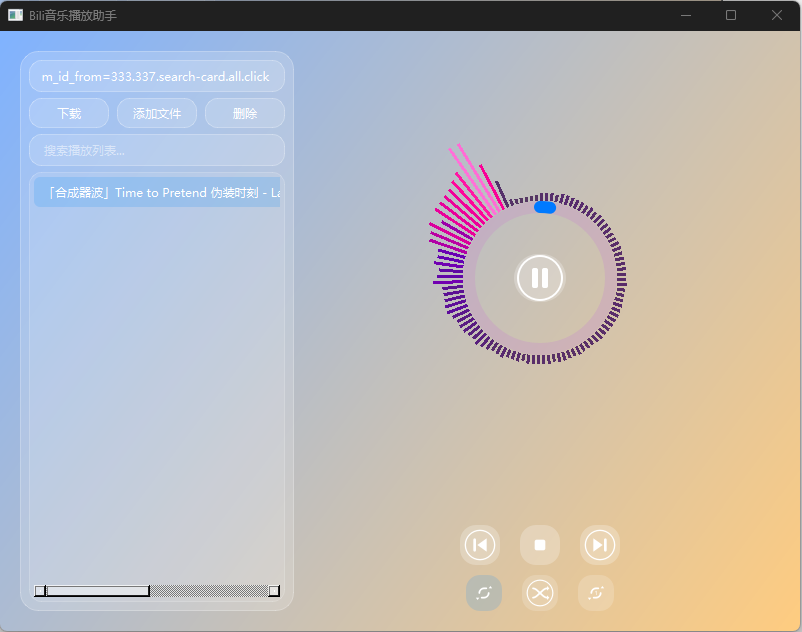 Bili音乐播放助手
m_id_from=333.337.search-card.all.click
下载 添加文件 删除
搜索播放列表...
「合成器波」Time to Pretend 伪装时刻 - La